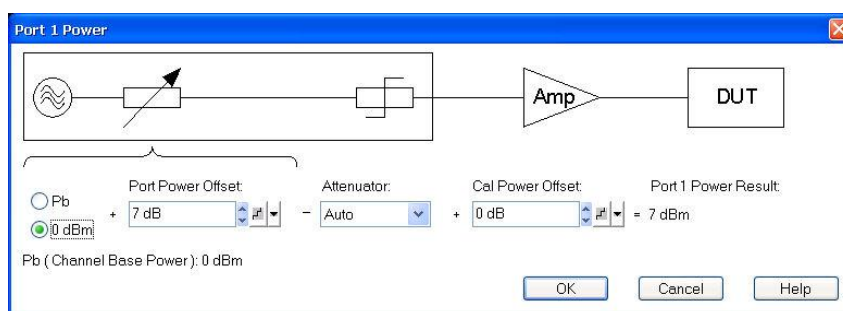 Port 1 Power
Amp
DUT
Port Power Offset:
Attenuator:
Cal Power Offset:
Port 1 Power Result:
Pb
0 dBm
+
7 dB
–
Auto
+
0 dB
= 7 dBm
Pb ( Channel Base Power ): 0 dBm
OK
Cancel
Help